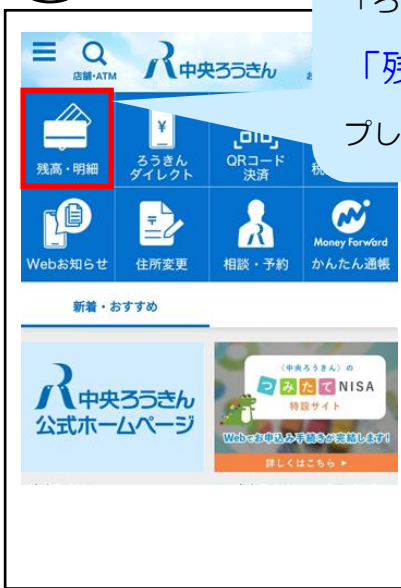 「ろ
「残
プレ
店舗・ATM
中央ろうきん
残高・明細
ろうきん
ダイレクト
QRコード
決済
Webお知らせ
住所変更
相談・予約
Money Forward
かんたん通帳
新着・おすすめ
中央ろうきん
公式ホームページ
〈中央ろうきん〉の
つみたてNISA
特設サイト
Webでお申込み手続きが完結します!
詳しくはこちら